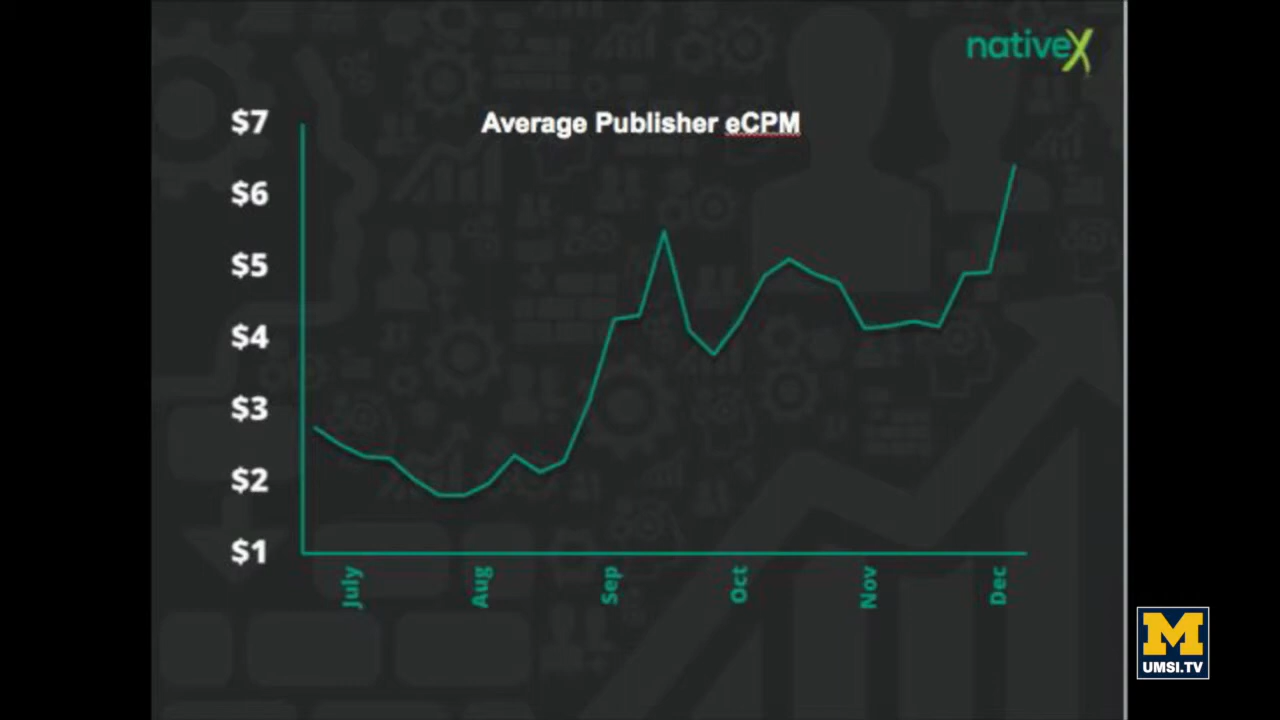 nativeX
Average Publisher eCPM
$7
$6
$5
$4
$3
$2
$1
July
Aug
Sep
Oct
Nov
Dec
M
UMSI.TV